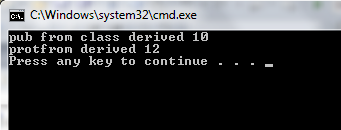 C:\Windows\system32\cmd.exe
pub from class derived 10
protfrom derived 12
Press any key to continue . . .